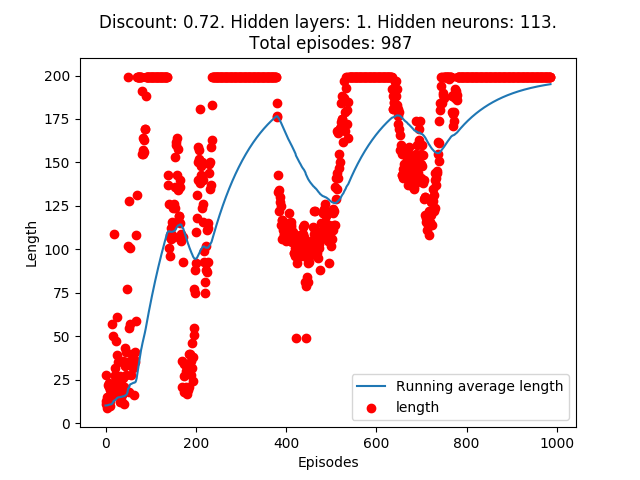 Discount: 0.72. Hidden layers: 1. Hidden neurons: 113.
Total episodes: 987
200
175
150
125
100
75
50
25
0
Length
0
200
400
600
800
1000
Episodes
Running average length
length